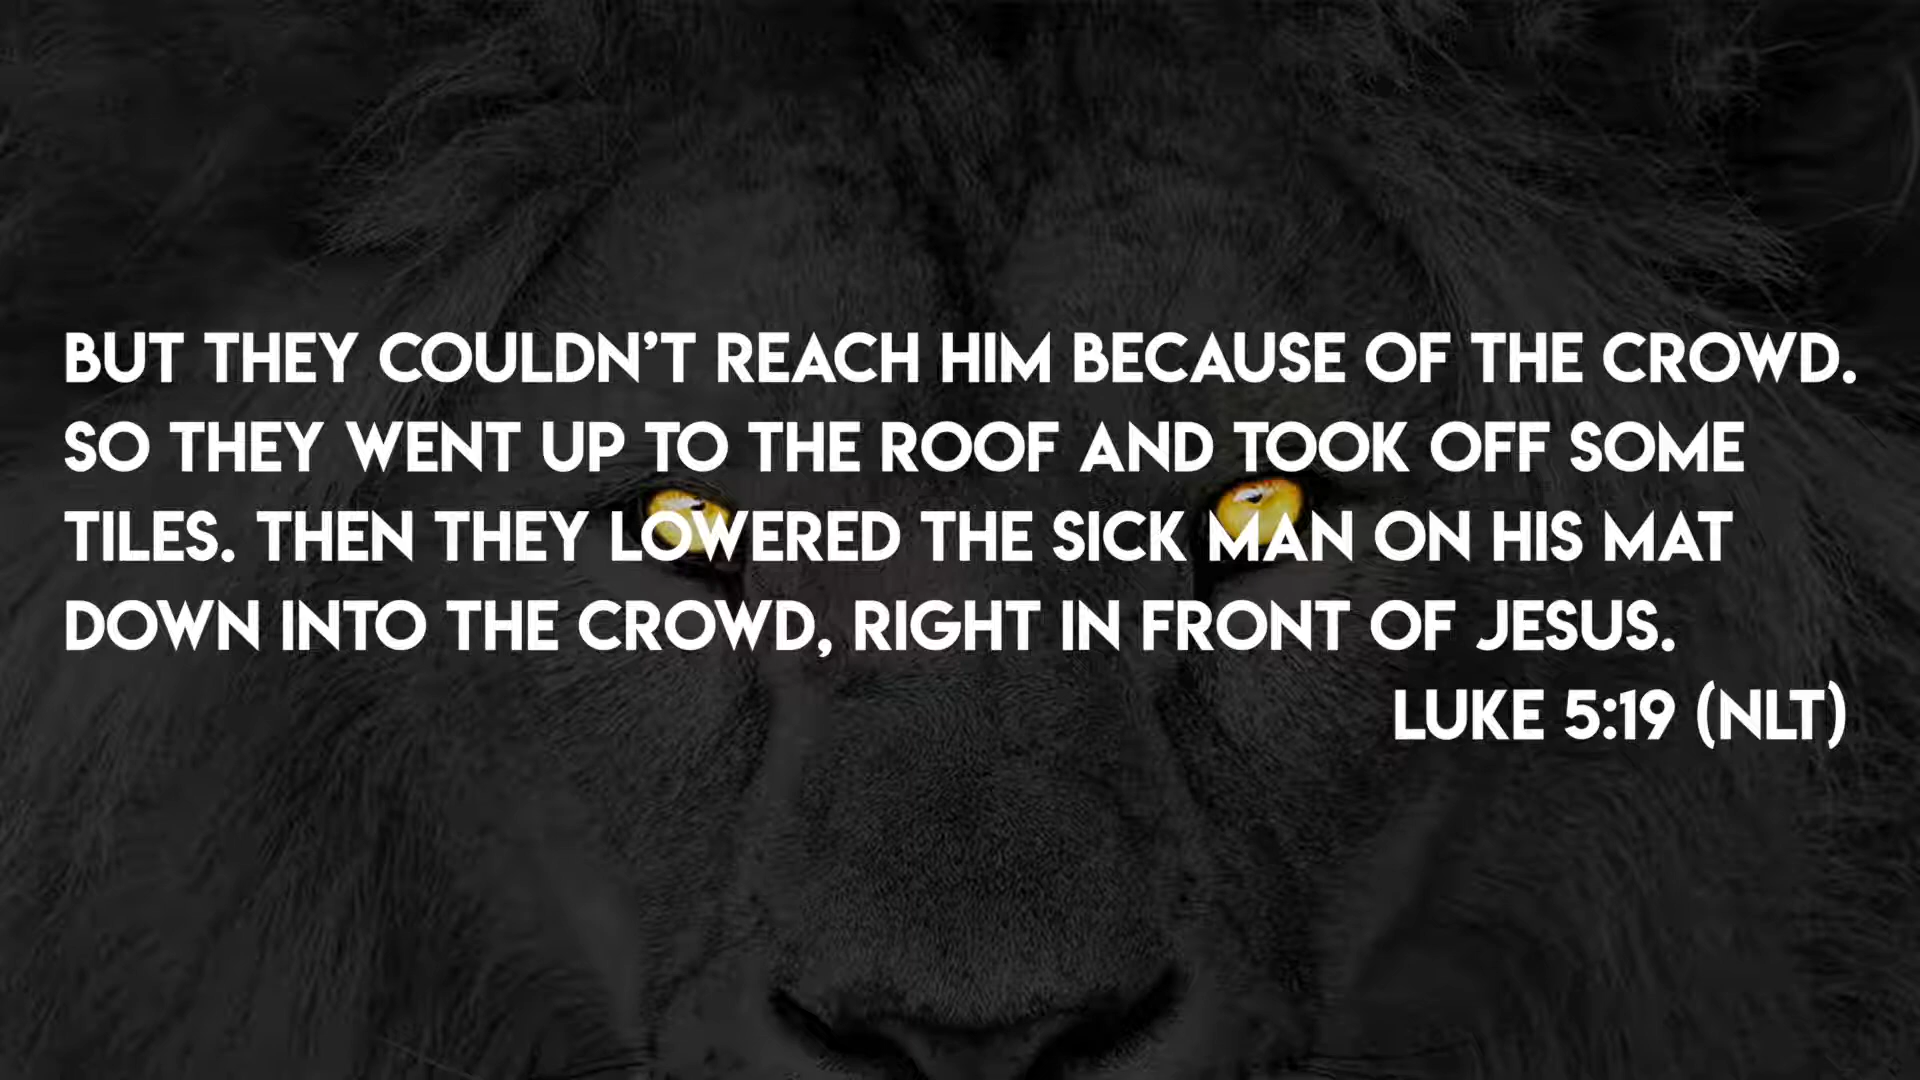 BUT THEY COULDN’T REACH HIM BECAUSE OF THE CROWD.
SO THEY WENT UP TO THE ROOF AND TOOK OFF SOME
TILES. THEN THEY LOWERED THE SICK MAN ON HIS MAT
DOWN INTO THE CROWD, RIGHT IN FRONT OF JESUS.
LUKE 5:19 (NLT)